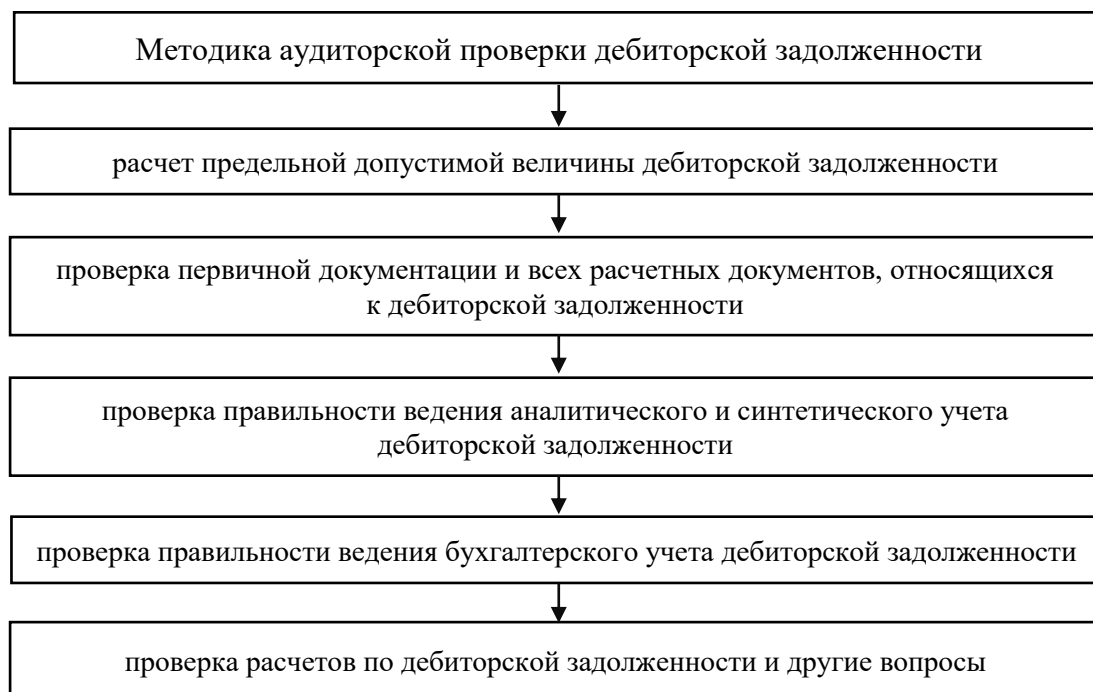 Методика аудиторской проверки дебиторской задолженности
расчет предельной допустимой величины дебиторской задолженности
проверка первичной документации и всех расчетных документов, относящихся
к дебиторской задолженности
проверка правильности ведения аналитического и синтетического учета
дебиторской задолженности
проверка правильности ведения бухгалтерского учета дебиторской задолженности
проверка расчетов по дебиторской задолженности и другие вопросы